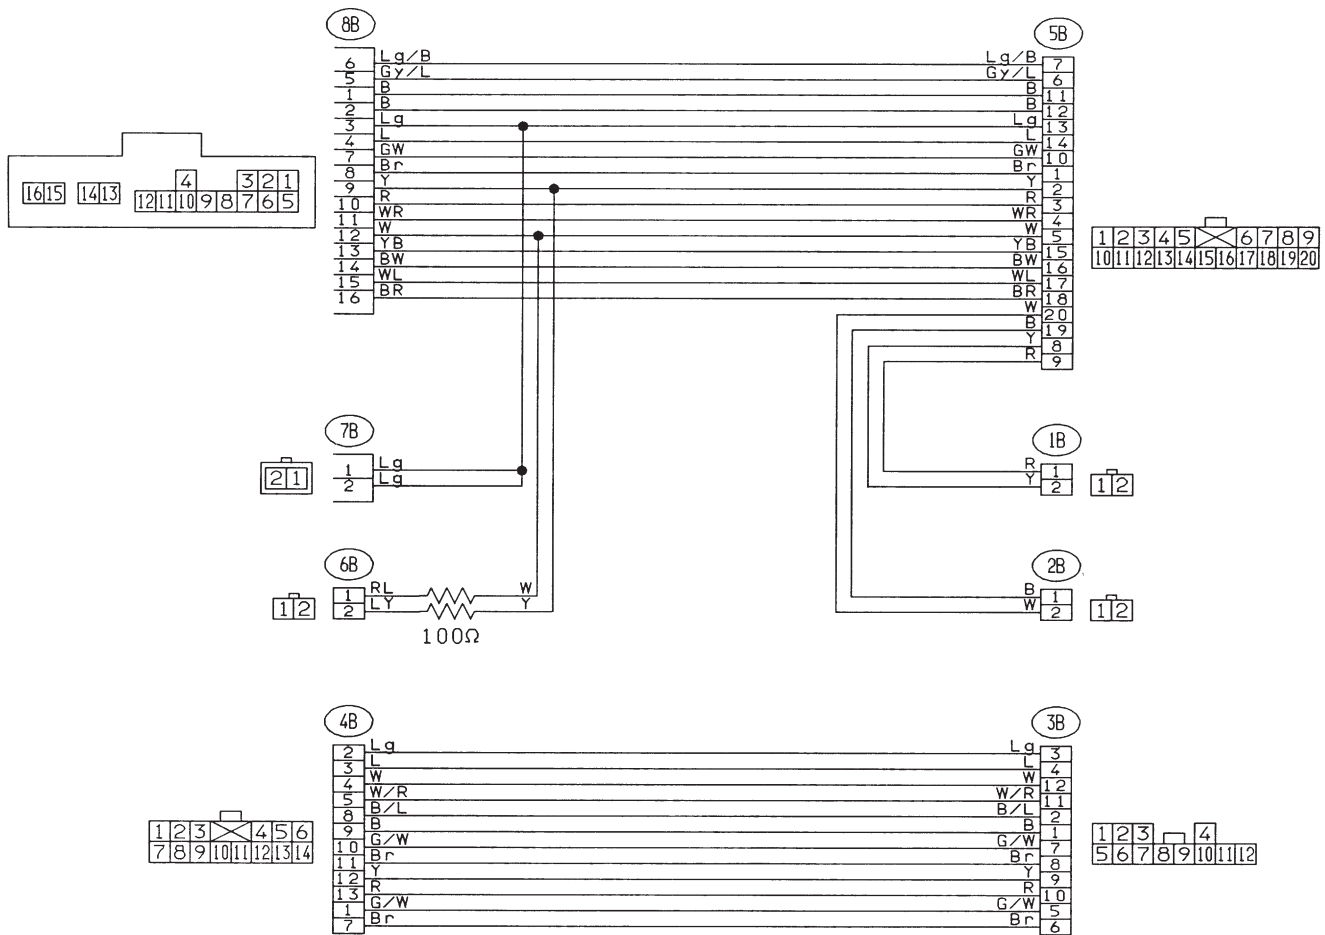 8B
5B
6 Lg/B Lg/B 7
5 Gy/L Gy/L 6
1 B B 11
2 B B 12
3 Lg Lg 13
4 L L 14
7 GW GW 10
8 Br Br 1
9 Y Y 2
10 R R 3
11 WR WR 4
12 W W 5
13 YB YB 15
14 BW BW 16
15 WL WL 17
16 BR BR 18
W 20
B 19
Y 8
R 9
4 3 2 1
16 15 14 13 12 11 10 9 8 7 6 5
1 2 3 4 5 6 7 8 9
10 11 12 13 14 15 16 17 18 19 20
7B
1B
2 1
1 Lg
2 Lg
R 1
Y 2
1 2
6B
2B
1 2
1 RL W
2 LY Y
100Ω
B 1
W 2
1 2
4B
3B
2 Lg Lg 3
3 L L 4
4 W W 12
5 W/R W/R 11
8 B/L B/L 2
9 B B 1
10 G/W G/W 7
11 Br Br 8
12 Y Y 9
13 R R 10
1 G/W G/W 5
7 Br Br 6
1 2 3 4 5 6
7 8 9 10 11 12 13 14
1 2 3 4
5 6 7 8 9 10 11 12